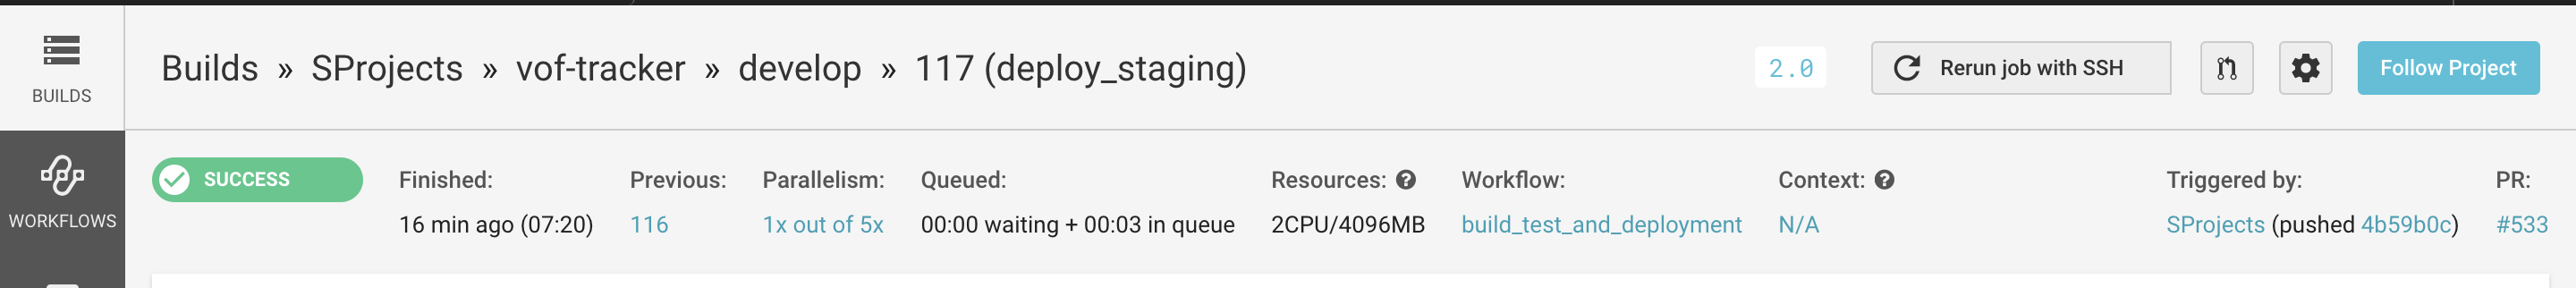 BUILDS
WORKFLOWS
Builds » SProjects » vof-tracker » develop » 117 (deploy_staging)
2.0
Rerun job with SSH
Follow Project
SUCCESS
Finished:
16 min ago (07:20)
Previous:
116
Parallelism:
1x out of 5x
Queued:
00:00 waiting + 00:03 in queue
Resources:
2CPU/4096MB
Workflow:
build_test_and_deployment
Context:
N/A
Triggered by:
SProjects (pushed 4b59b0c)
PR:
#533